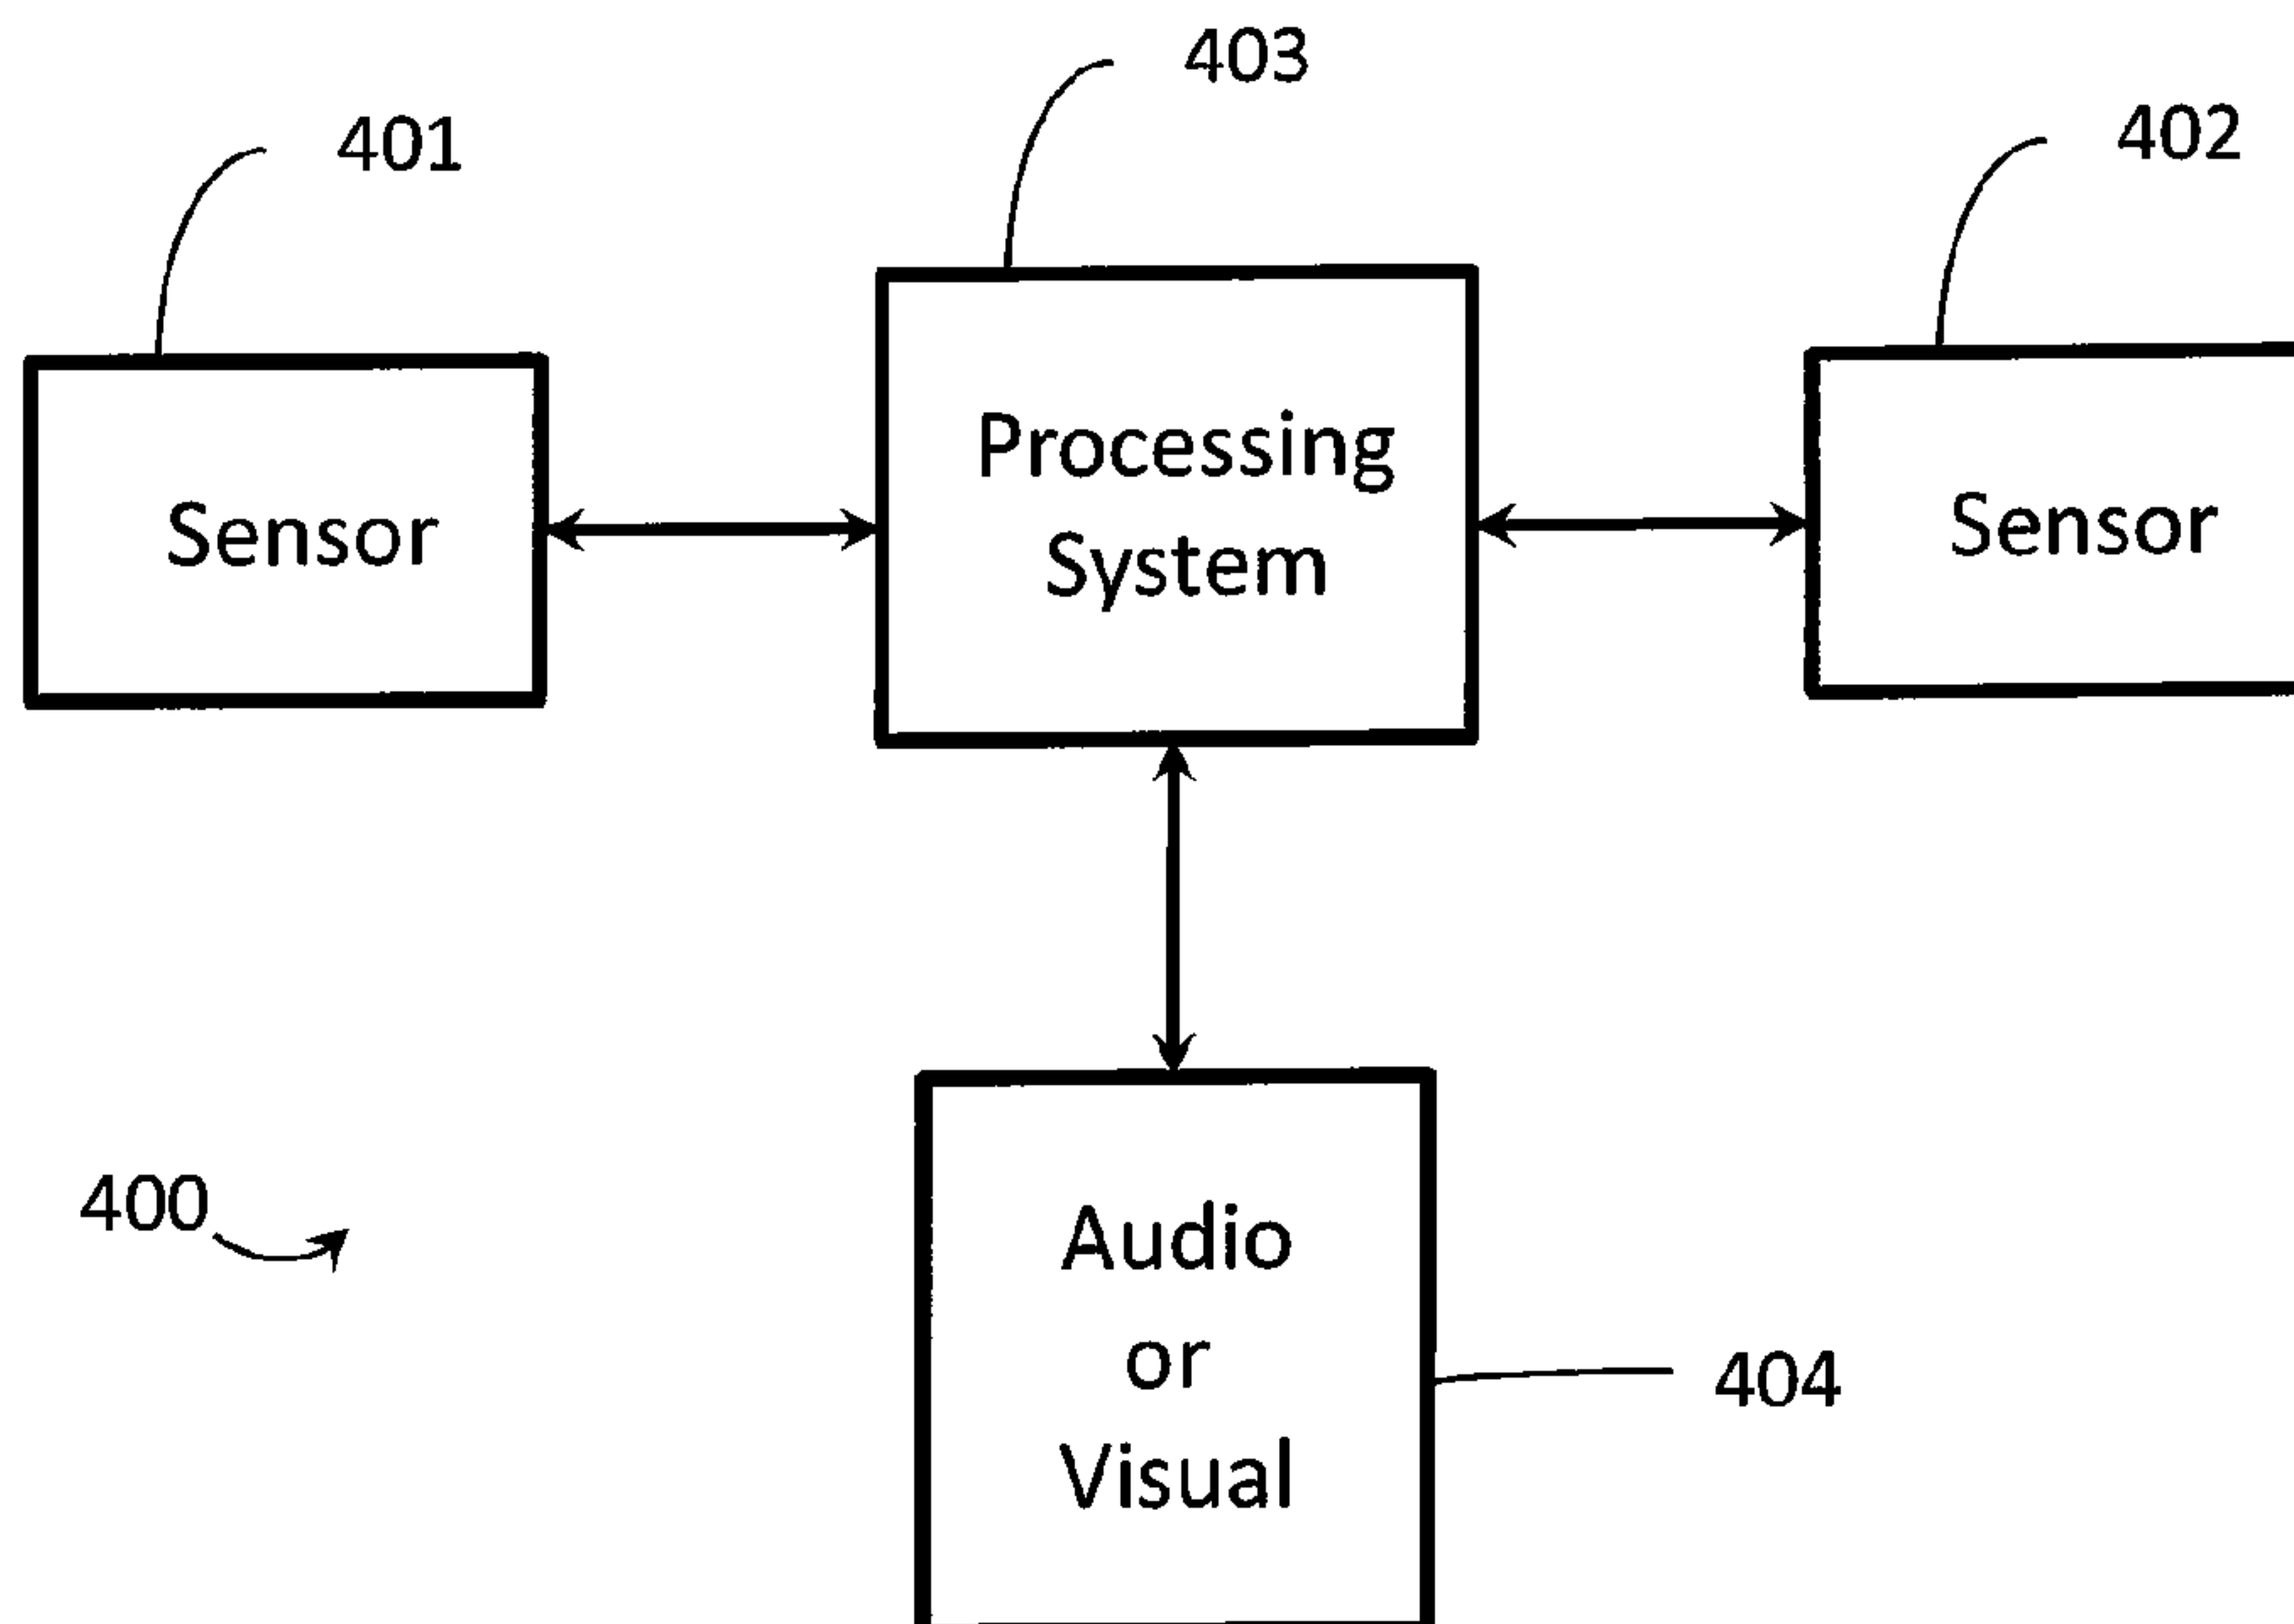 403
401
402
Processing
System
Sensor
Sensor
400
Audio
or
Visual
404